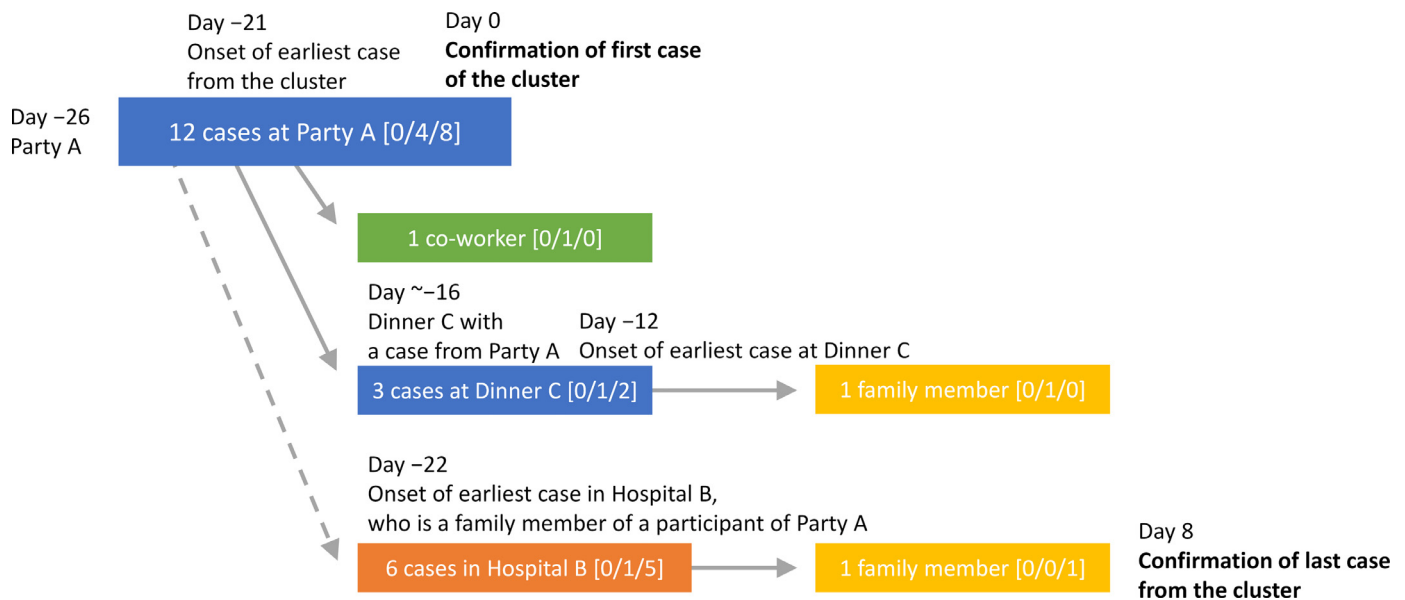 Day −21
Onset of earliest case
from the cluster
Day 0
Confirmation of first case
of the cluster
Day −26
Party A
12 cases at Party A [0/4/8]
1 co-worker [0/1/0]
Day ~−16
Dinner C with
a case from Party A
Day −12
Onset of earliest case at Dinner C
3 cases at Dinner C [0/1/2]
1 family member [0/1/0]
Day −22
Onset of earliest case in Hospital B,
who is a family member of a participant of Party A
6 cases in Hospital B [0/1/5]
1 family member [0/0/1]
Day 8
Confirmation of last case
from the cluster